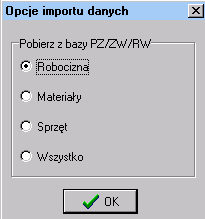 Opcje importu danych
Pobierz z bazy PZ/ZW/RW
Robocizna
Materiały
Sprzęt
Wszystko
OK